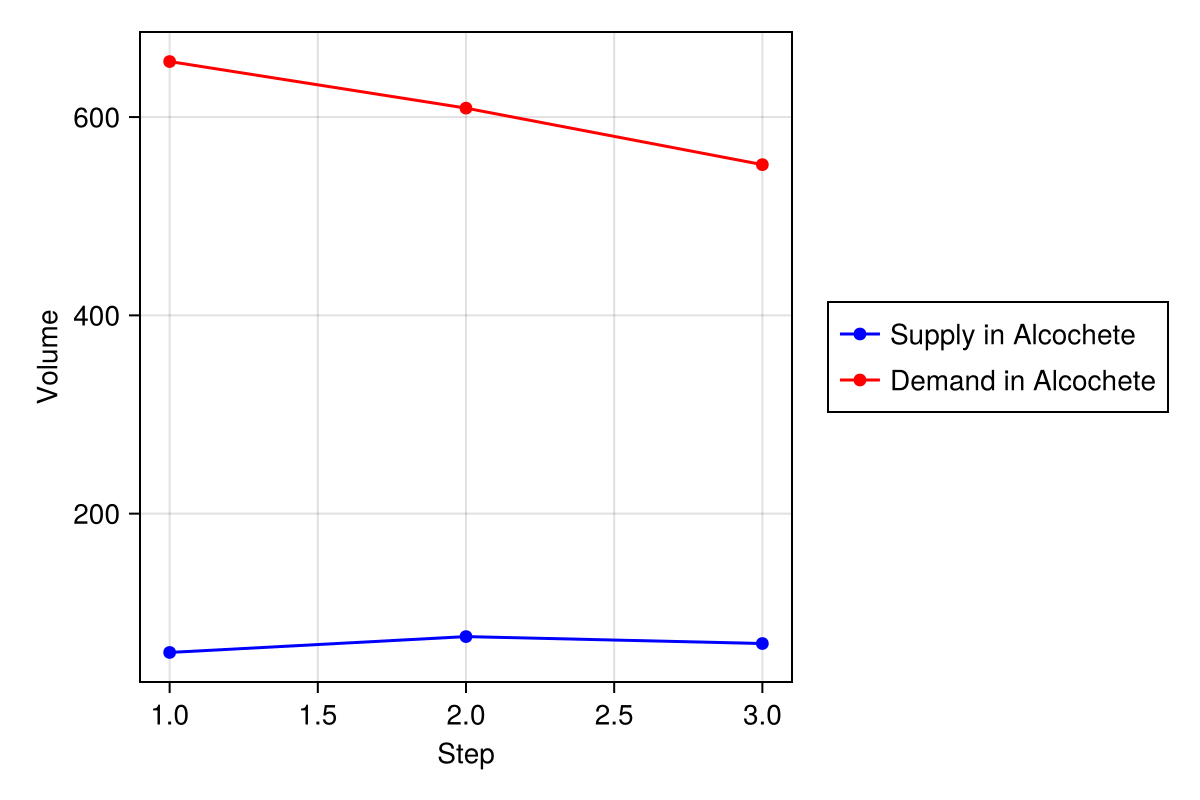 600
400
200
Volume
1.0 1.5 2.0 2.5 3.0
Step
Supply in Alcochete
Demand in Alcochete